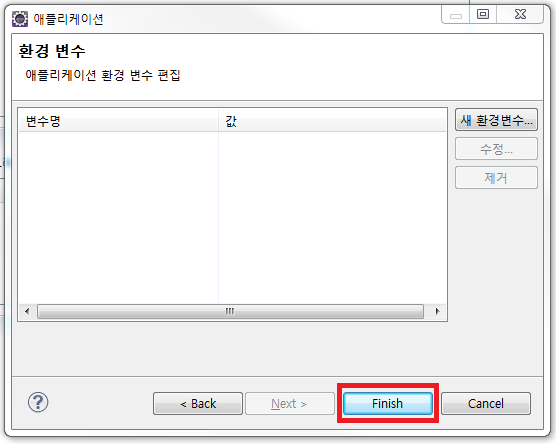 애플리케이션
환경 변수
애플리케이션 환경 변수 편집
변수명 값
새 환경변수...
수정...
제거
< Back Next > Finish Cancel